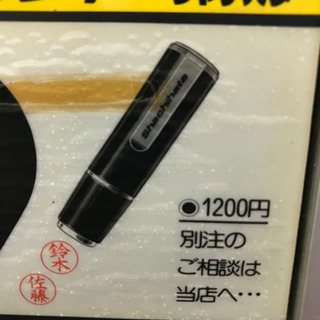 Shachihata
◉1200円
別注の
ご相談は
当店へ…
鈴木
佐藤